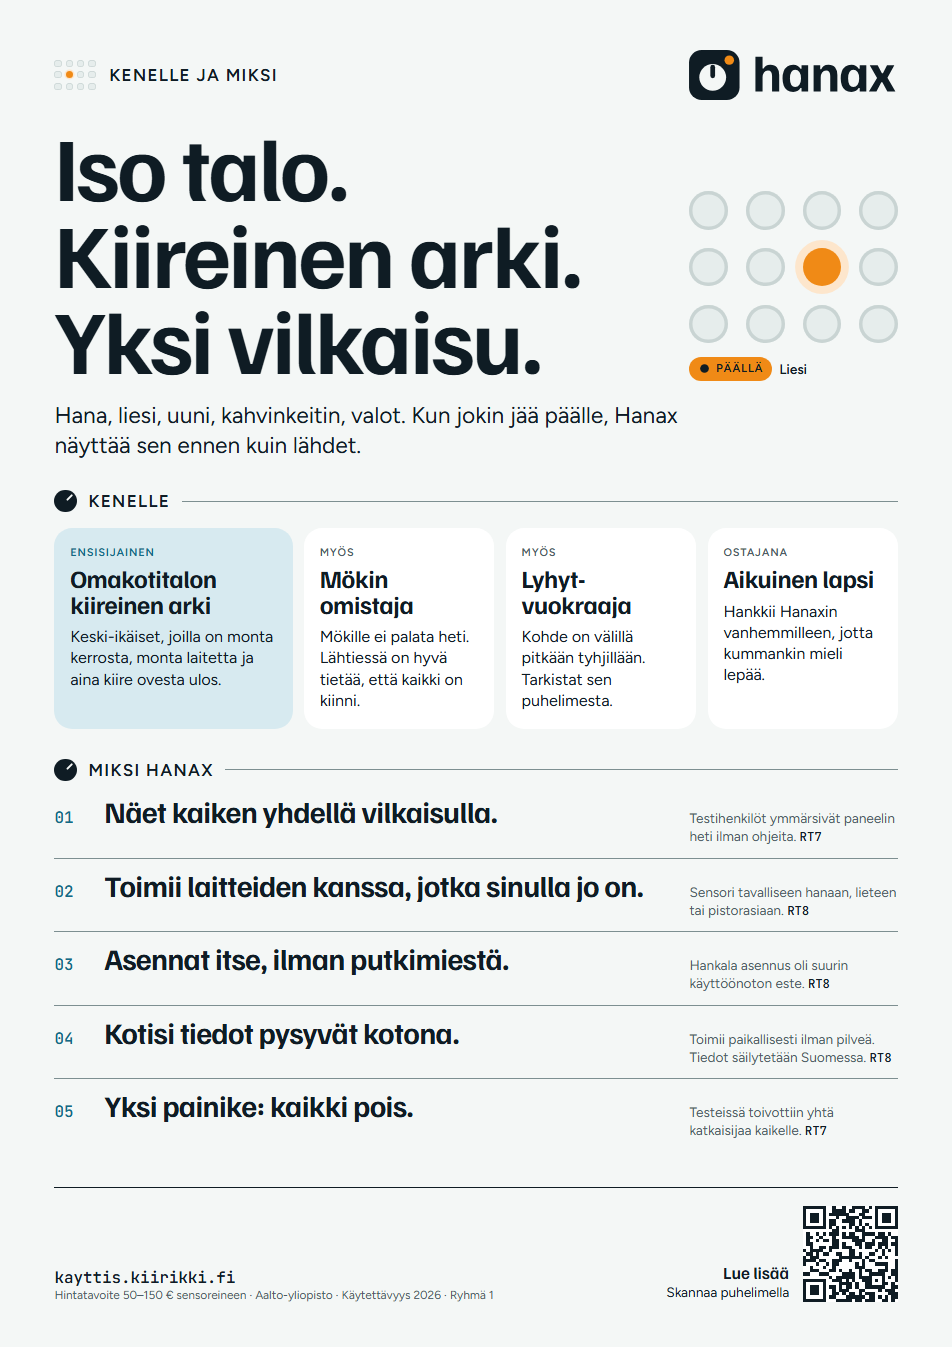 KENELLE JA MIKSI
hanax
Iso talo.
Kiireinen arki.
Yksi vilkaisu.
PÄÄLLÄ Liesi
Hana, liesi, uuni, kahvinkeitin, valot. Kun jokin jää päälle, Hanax
näyttää sen ennen kuin lähdet.
KENELLE
ENSISIJAINEN
Omakotitalon
kiireinen arki
Keski-ikäiset, joilla on monta
kerrosta, monta laitetta ja
aina kiire ovesta ulos.
MYÖS
Mökin
omistaja
Mökille ei palata heti.
Lähtiessä on hyvä
tietää, että kaikki on
kiinni.
MYÖS
Lyhyt-
vuokraaja
Kohde on välillä
pitkään tyhjillään.
Tarkistat sen
puhelimesta.
OSTAJANA
Aikuinen lapsi
Hankkii Hanaxin
vanhemmilleen, jotta
kummankin mieli
lepää.
MIKSI HANAX
01 Näet kaiken yhdellä vilkaisulla.
Testihenkilöt ymmärsivät paneelin
heti ilman ohjeita. RT7
02 Toimii laitteiden kanssa, jotka sinulla jo on.
Sensori tavalliseen hanaan, lieteen
tai pistorasiaan. RT8
03 Asennat itse, ilman putkimiestä.
Hankala asennus oli suurin
käyttöönoton este. RT8
04 Kotisi tiedot pysyvät kotona.
Toimii paikallisesti ilman pilveä.
Tiedot säilytetään Suomessa. RT8
05 Yksi painike: kaikki pois.
Testeissä toivottiin yhtä
katkaisijaa kaikelle. RT7
kayttis.kiirikki.fi
Hintatavoite 50–150 € sensoreineen · Aalto-yliopisto · Käytettävyys 2026 · Ryhmä 1
Lue lisää
Skannaa puhelimella